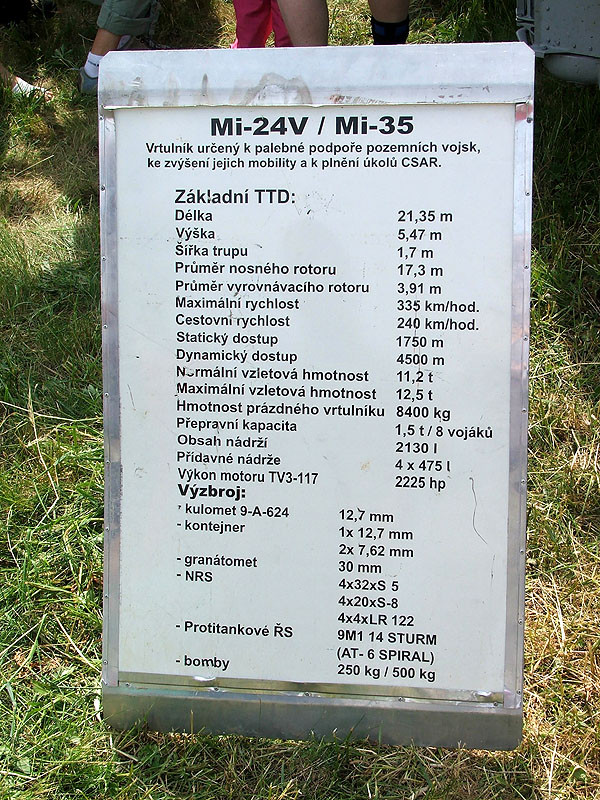 Mi-24V / Mi-35
Vrtulník určený k palebné podpoře pozemních vojsk,
ke zvýšení jejich mobility a k plnění úkolů CSAR.
Základní TTD:
Délka 21,35 m
Výška 5,47 m
Šířka trupu 1,7 m
Průměr nosného rotoru 17,3 m
Průměr vyrovnávacího rotoru 3,91 m
Maximální rychlost 335 km/hod.
Cestovní rychlost 240 km/hod.
Statický dostup 1750 m
Dynamický dostup 4500 m
Normální vzletová hmotnost 11,2 t
Maximální vzletová hmotnost 12,5 t
Hmotnost prázdného vrtulníku 8400 kg
Přepravní kapacita 1,5 t / 8 vojáků
Obsah nádrží 2130 l
Přídavné nádrže 4 x 475 l
Výkon motoru TV3-117 2225 hp
Výzbroj:
- kulomet 9-A-624 12,7 mm
- kontejner 1x 12,7 mm
2x 7,62 mm
- granátomet 30 mm
- NRS 4x32xS 5
4x20xS-8
4x4xLR 122
- Protitankové ŘS 9M1 14 STURM
(AT- 6 SPIRAL)
- bomby 250 kg / 500 kg